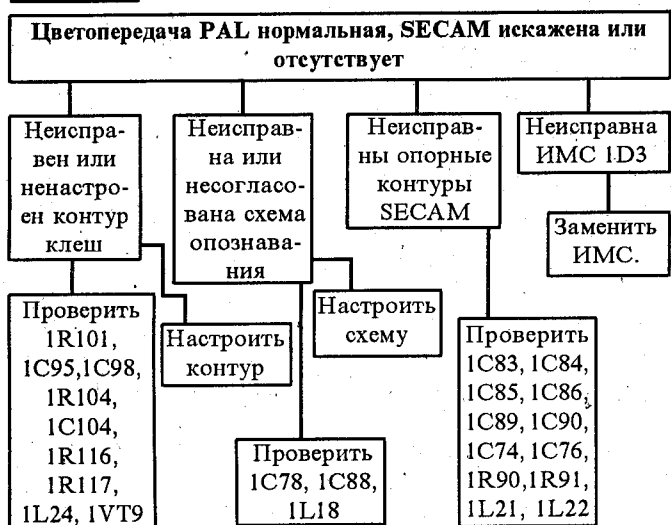 Цветопередача PAL нормальная, SECAM искажена или
отсутствует
Неиспра-
вен или
ненастро-
ен контур
клеш
Неисправ-
на или
несогласо-
вана схема
опознава-
ния
Неисправ-
ны опорные
контуры
SECAM
Неисправна
ИМС 1D3
Заменить
ИМС.
Проверить
1R101,
1C95,1C98,
1R104,
1C104,
1R116,
1R117,
1L24, 1VT9
Настроить
контур
Настроить
схему
Проверить
1C78, 1C88,
1L18
Проверить
1C83, 1C84,
1C85, 1C86,
1C89, 1C90,
1C74, 1C76,
1R90,1R91,
1L21, 1L22